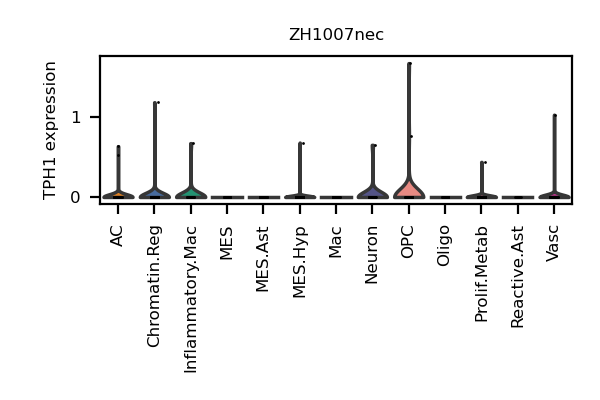 ZH1007nec
TPH1 expression
1
0
AC
Chromatin.Reg
Inflammatory.Mac
MES
MES.Ast
MES.Hyp
Mac
Neuron
OPC
Oligo
Prolif.Metab
Reactive.Ast
Vasc